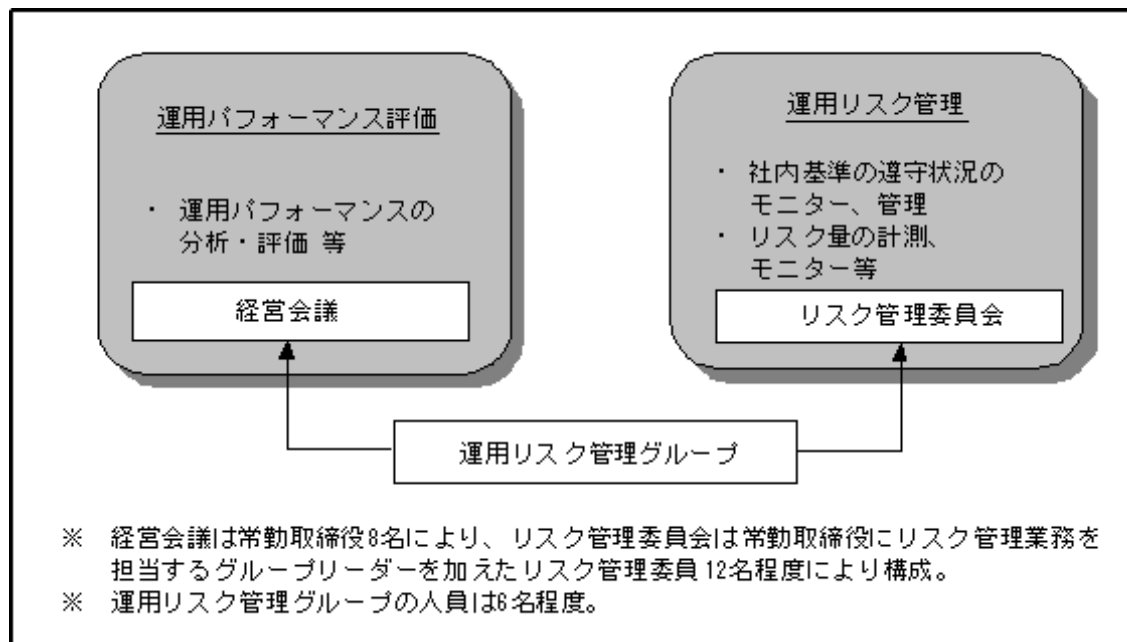 運用パフォーマンス評価
・ 運用パフォーマンスの
分析・評価 等
経営会議
運用リスク管理
・ 社内基準の遵守状況の
モニター、管理
・ リスク量の計測、
モニター等
リスク管理委員会
運用リスク管理グループ
※ 経営会議は常勤取締役8名により、リスク管理委員会は常勤取締役にリスク管理業務を
担当するグループリーダーを加えたリスク管理委員12名程度により構成。
※ 運用リスク管理グループの人員は6名程度。